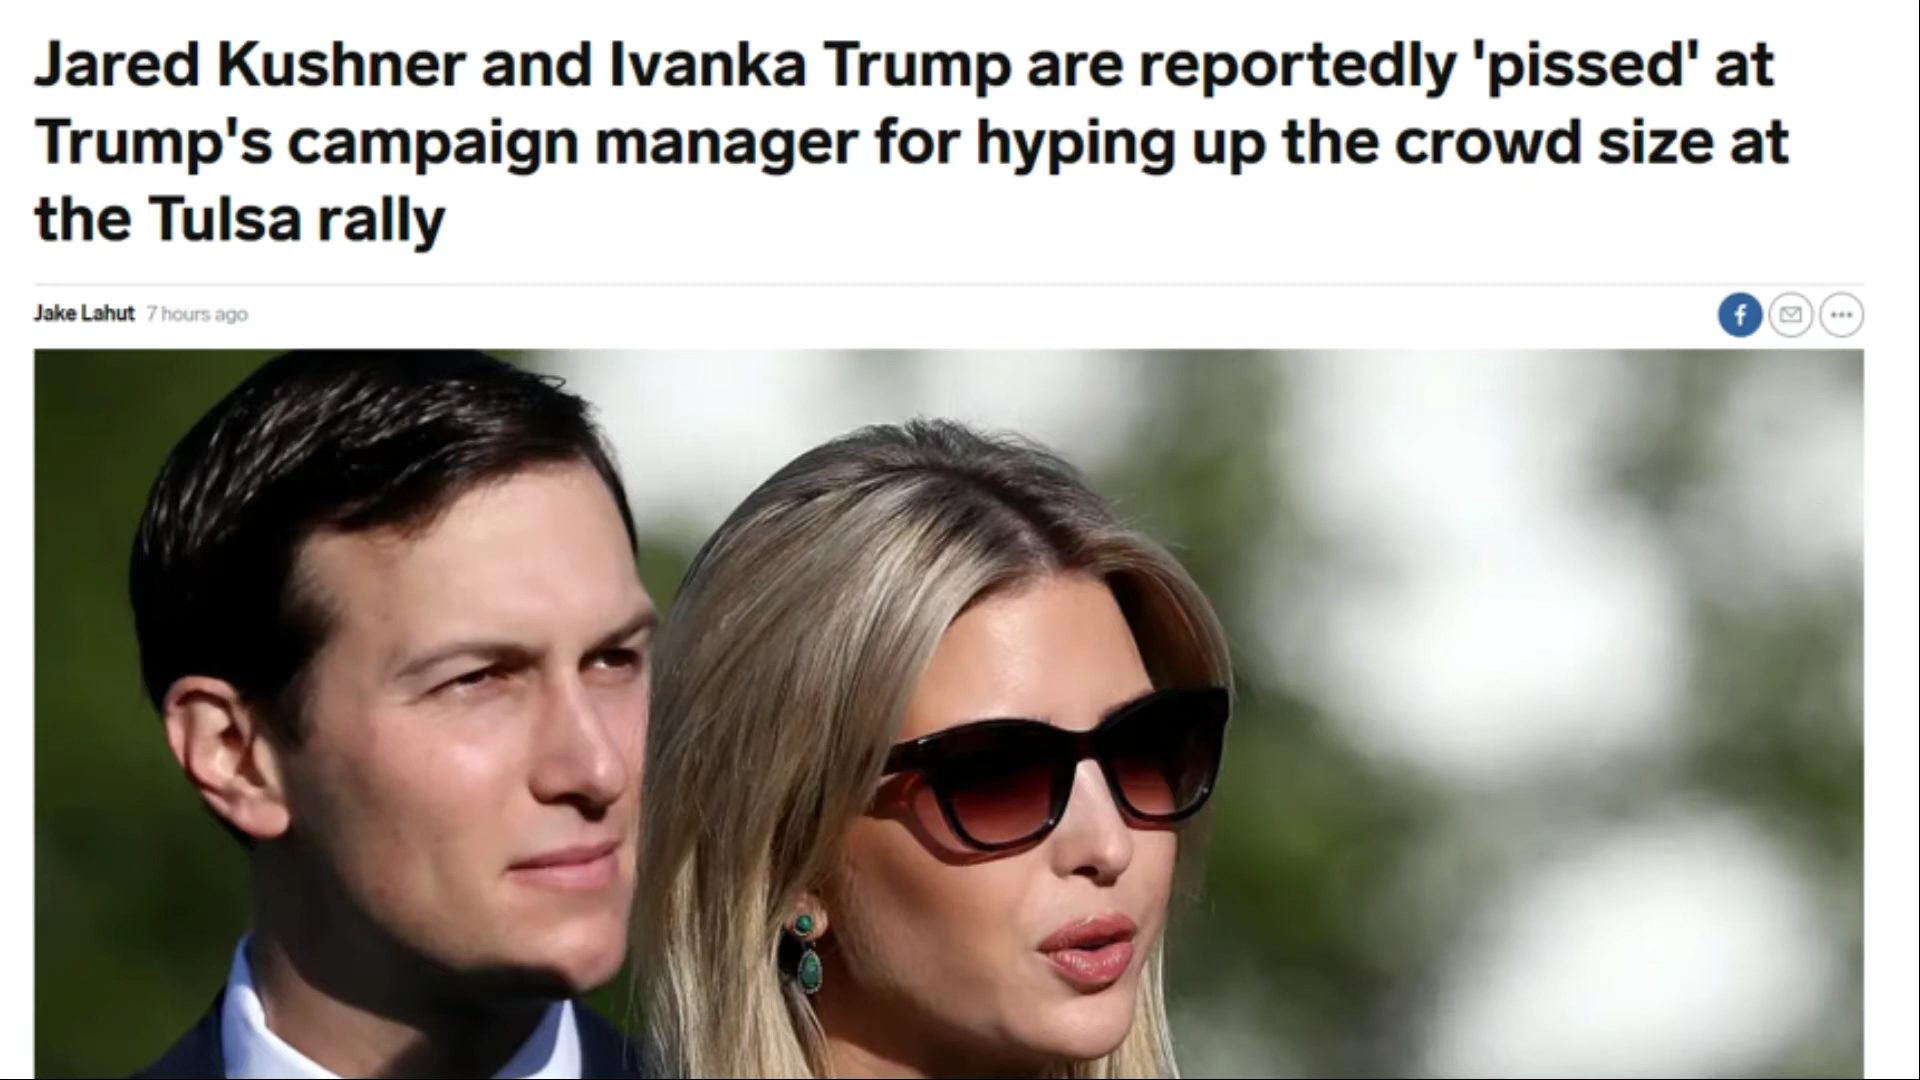 Jared Kushner and Ivanka Trump are reportedly 'pissed' at
Trump's campaign manager for hyping up the crowd size at
the Tulsa rally
Jake Lahut 7 hours ago
f